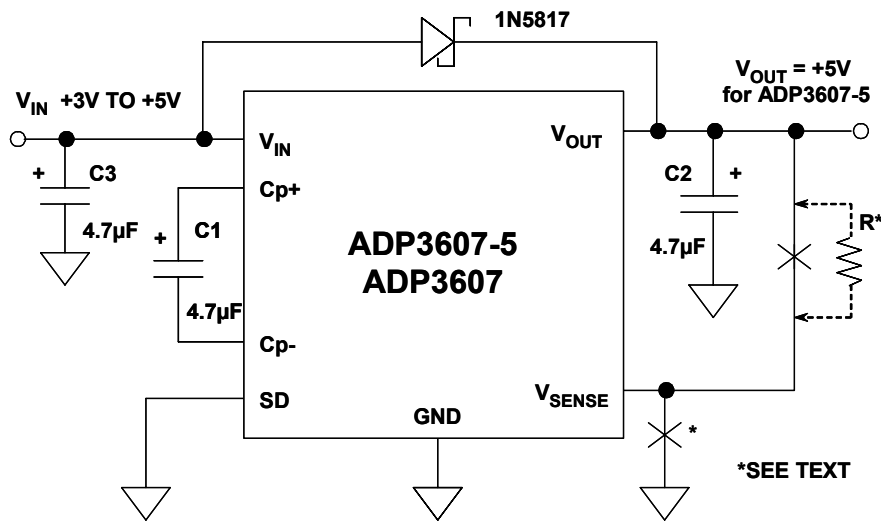 1N5817
V_IN +3V TO +5V
V_OUT = +5V
for ADP3607-5
V_IN
V_OUT
+ C3
4.7µF
Cp+
C2 +
4.7µF
R*
+ C1
4.7µF
ADP3607-5
ADP3607
Cp-
SD
V_SENSE
GND
*
*SEE TEXT